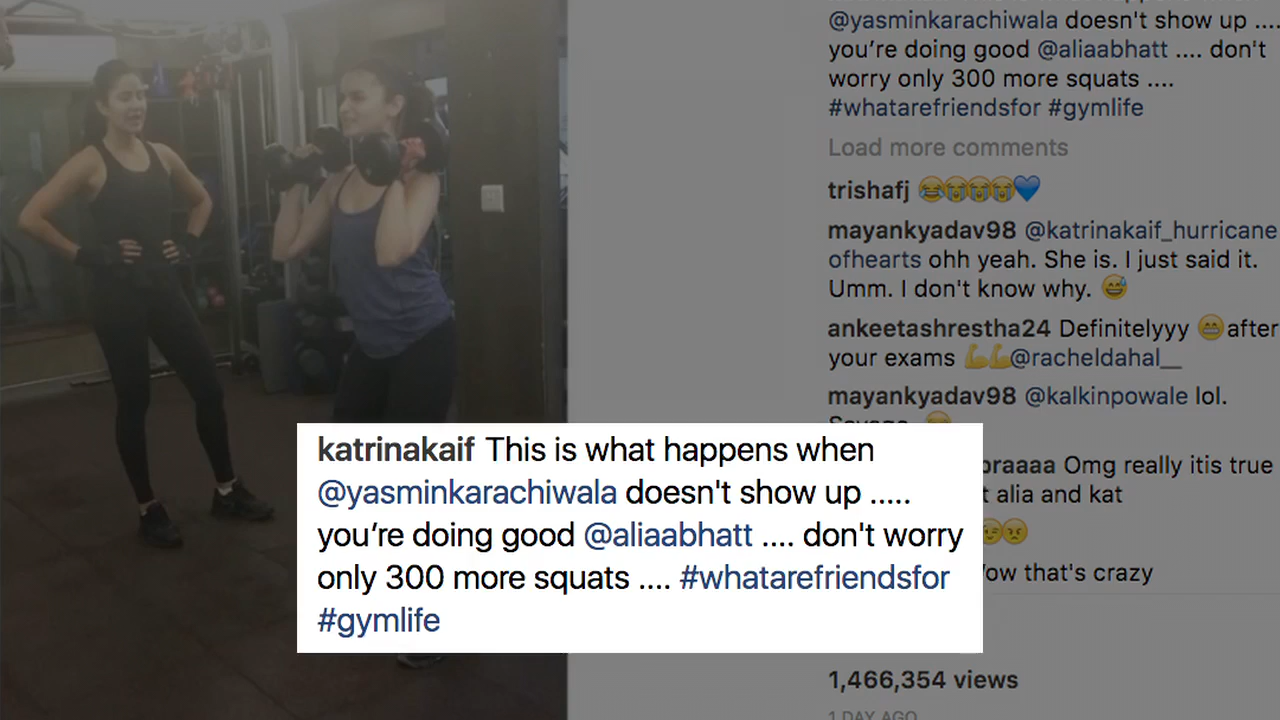 @yasminkarachiwala doesn't show up ....
you're doing good @aliaabhatt .... don't
worry only 300 more squats ....
#whatarefriendsfor #gymlife
Load more comments
trishafj 😂😭😭😭💙
mayankyadav98 @katrinakaif_hurricane
ofhearts ohh yeah. She is. I just said it.
Umm. I don't know why. 😅
ankeetashrestha24 Definitelyyy 😁after
your exams 💪💪@racheldahal__
mayankyadav98 @kalkinpowale lol.
katrinakaif This is what happens when
@yasminkarachiwala doesn't show up .....
you're doing good @aliaabhatt .... don't worry
only 300 more squats .... #whatarefriendsfor
#gymlife
Omg really itis true
alia and kat
that's crazy
1,466,354 views
1 DAY AGO